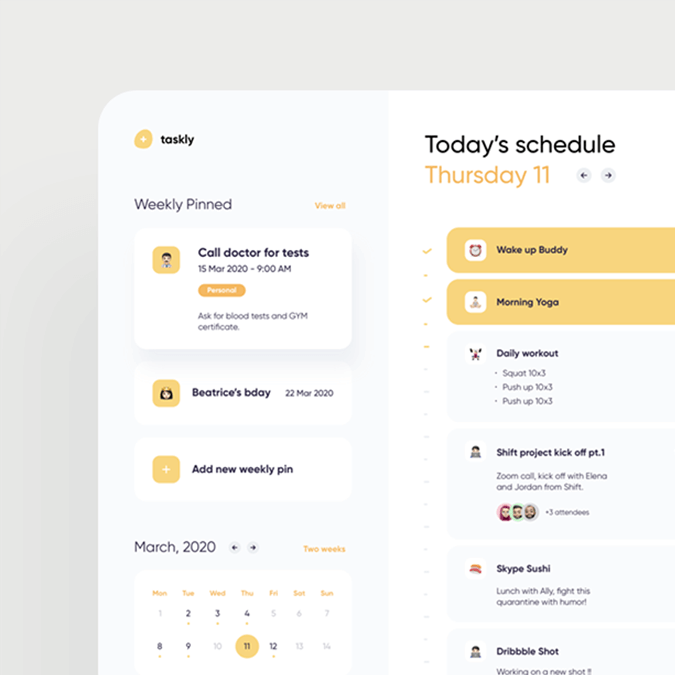 taskly
Weekly Pinned
View all
Call doctor for tests
15 Mar 2020 - 9:00 AM
Personal
Ask for blood tests and GYM
certificate.
Beatrice's bday 22 Mar 2020
Add new weekly pin
March, 2020
Two weeks
Mon Tue Wed Thu Fri Sat Sun
1 2 3 4 5 6 7
8 9 10 11 12 13 14
Today's schedule
Thursday 11
Wake up Buddy
Morning Yoga
Daily workout
· Squat 10x3
· Push up 10x3
· Push up 10x3
Shift project kick off pt.1
Zoom call, kick off with Elena
and Jordan from Shift.
+3 attendees
Skype Sushi
Lunch with Ally, fight this
quarantine with humor!
Dribbble Shot
Working on a new shot !!